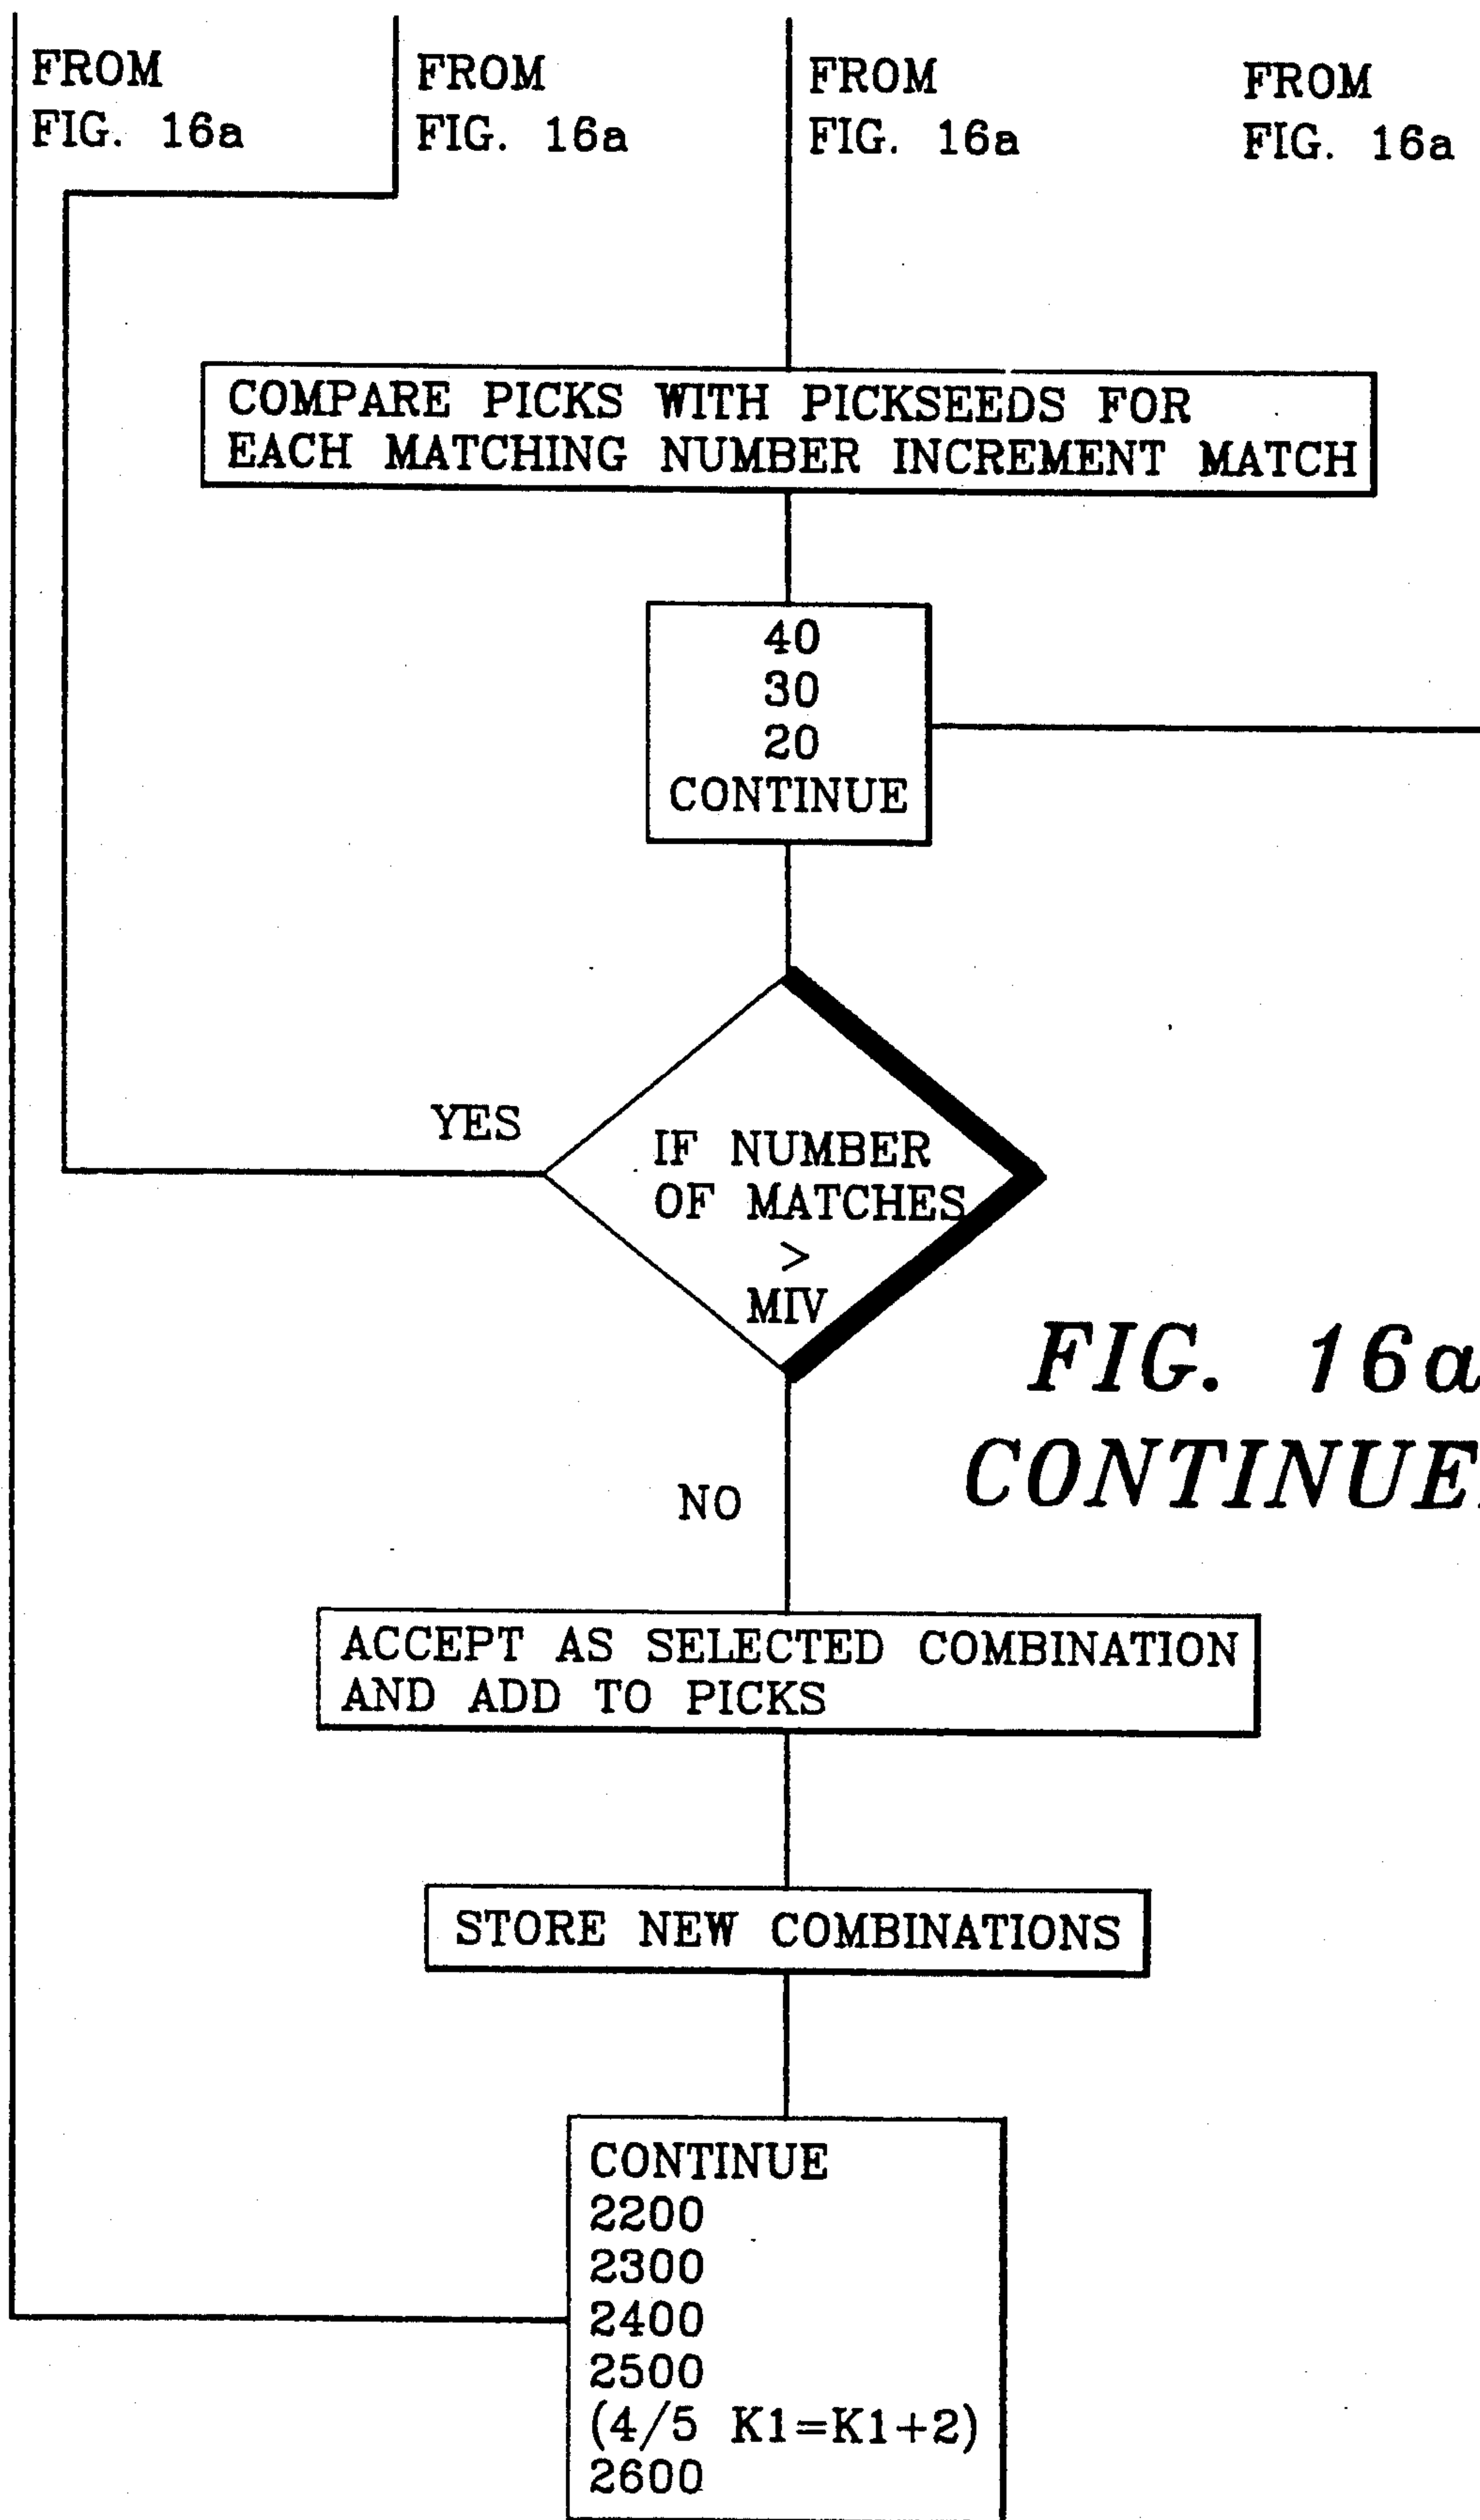 FROM
FIG. 16a
FROM
FIG. 16a
FROM
FIG. 16a
FROM
FIG. 16a
COMPARE PICKS WITH PICKSEEDS FOR
EACH MATCHING NUMBER INCREMENT MATCH
40
30
20
CONTINUE
YES
IF NUMBER
OF MATCHES
>
MIV
FIG. 16a
CONTINUE
NO
ACCEPT AS SELECTED COMBINATION
AND ADD TO PICKS
STORE NEW COMBINATIONS
CONTINUE
2200
2300
2400
2500
(4/5 K1=K1+2)
2600